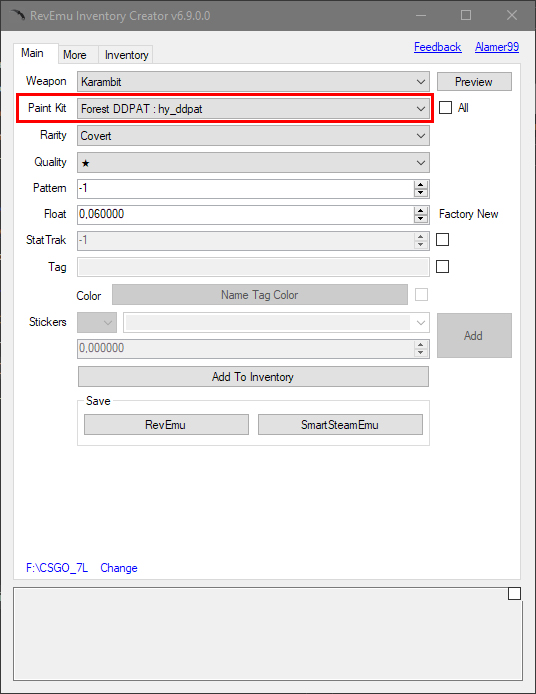 RevEmu Inventory Creator v6.9.0.0
Feedback Alamer99
Main More Inventory
Weapon Karambit Preview
Paint Kit Forest DDPAT : hy_ddpat All
Rarity Covert
Quality ★
Pattern -1
Float 0,060000 Factory New
StatTrak -1
Tag
Color Name Tag Color
Stickers
Add
0,000000
Add To Inventory
Save
RevEmu SmartSteamEmu
F:\CSGO_7L Change